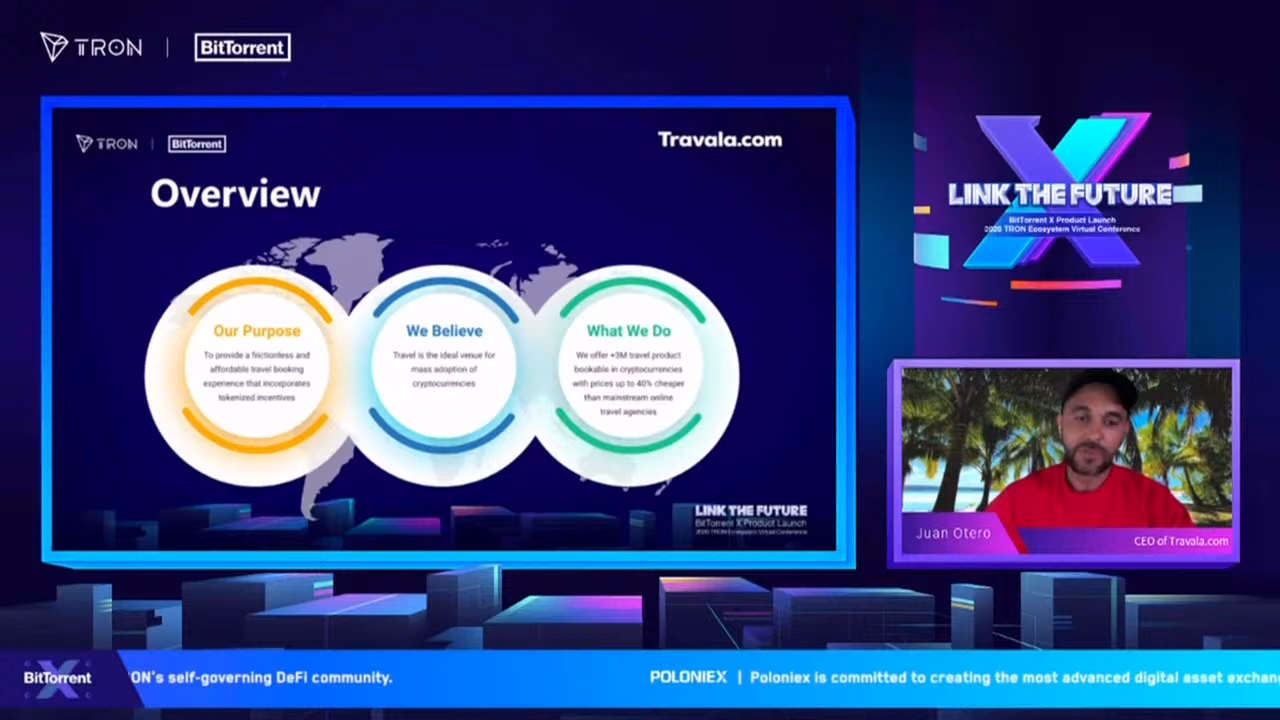 TRON | BitTorrent
TRON | BitTorrent
Travala.com
Overview
Our Purpose
To provide a frictionless and
affordable travel booking
experience that incorporates
tokenized incentives
We Believe
Travel is the ideal venue for
mass adoption of
cryptocurrencies
What We Do
We offer +3M travel product
bookable in cryptocurrencies
with prices up to 40% cheaper
than mainstream online
travel agencies
LINK THE FUTURE
BitTorrent X Product Launch
2020 TRON Ecosystem Virtual Conference
LINK THE FUTURE
BitTorrent X Product Launch
2020 TRON Ecosystem Virtual Conference
Juan Otero
CEO of Travala.com
BitTorrent X
ON's self-governing DeFi community.
POLONIEX | Poloniex is committed to creating the most advanced digital asset exchan